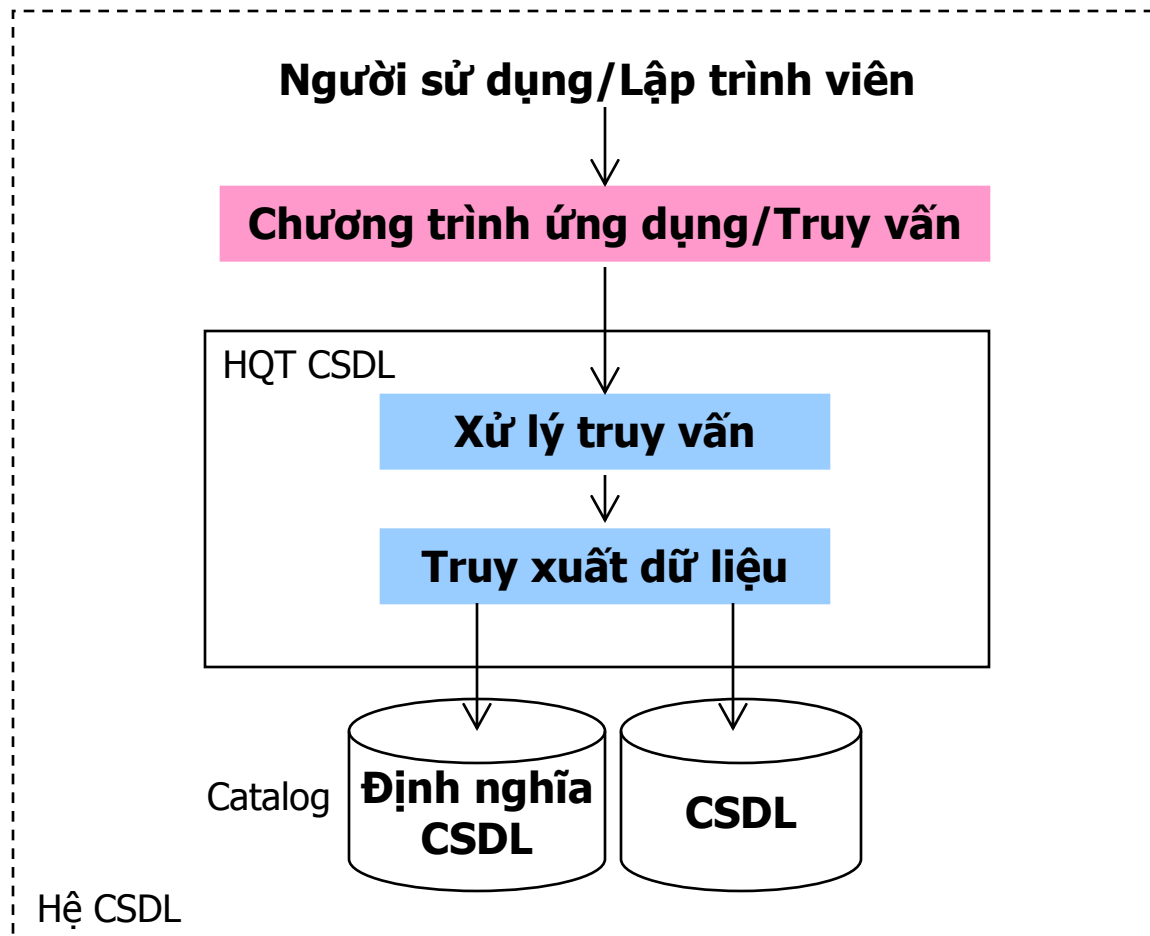 Người sử dụng/Lập trình viên
Chương trình ứng dụng/Truy vấn
HQT CSDL
Xử lý truy vấn
Truy xuất dữ liệu
Catalog
Định nghĩa
CSDL
CSDL
Hệ CSDL